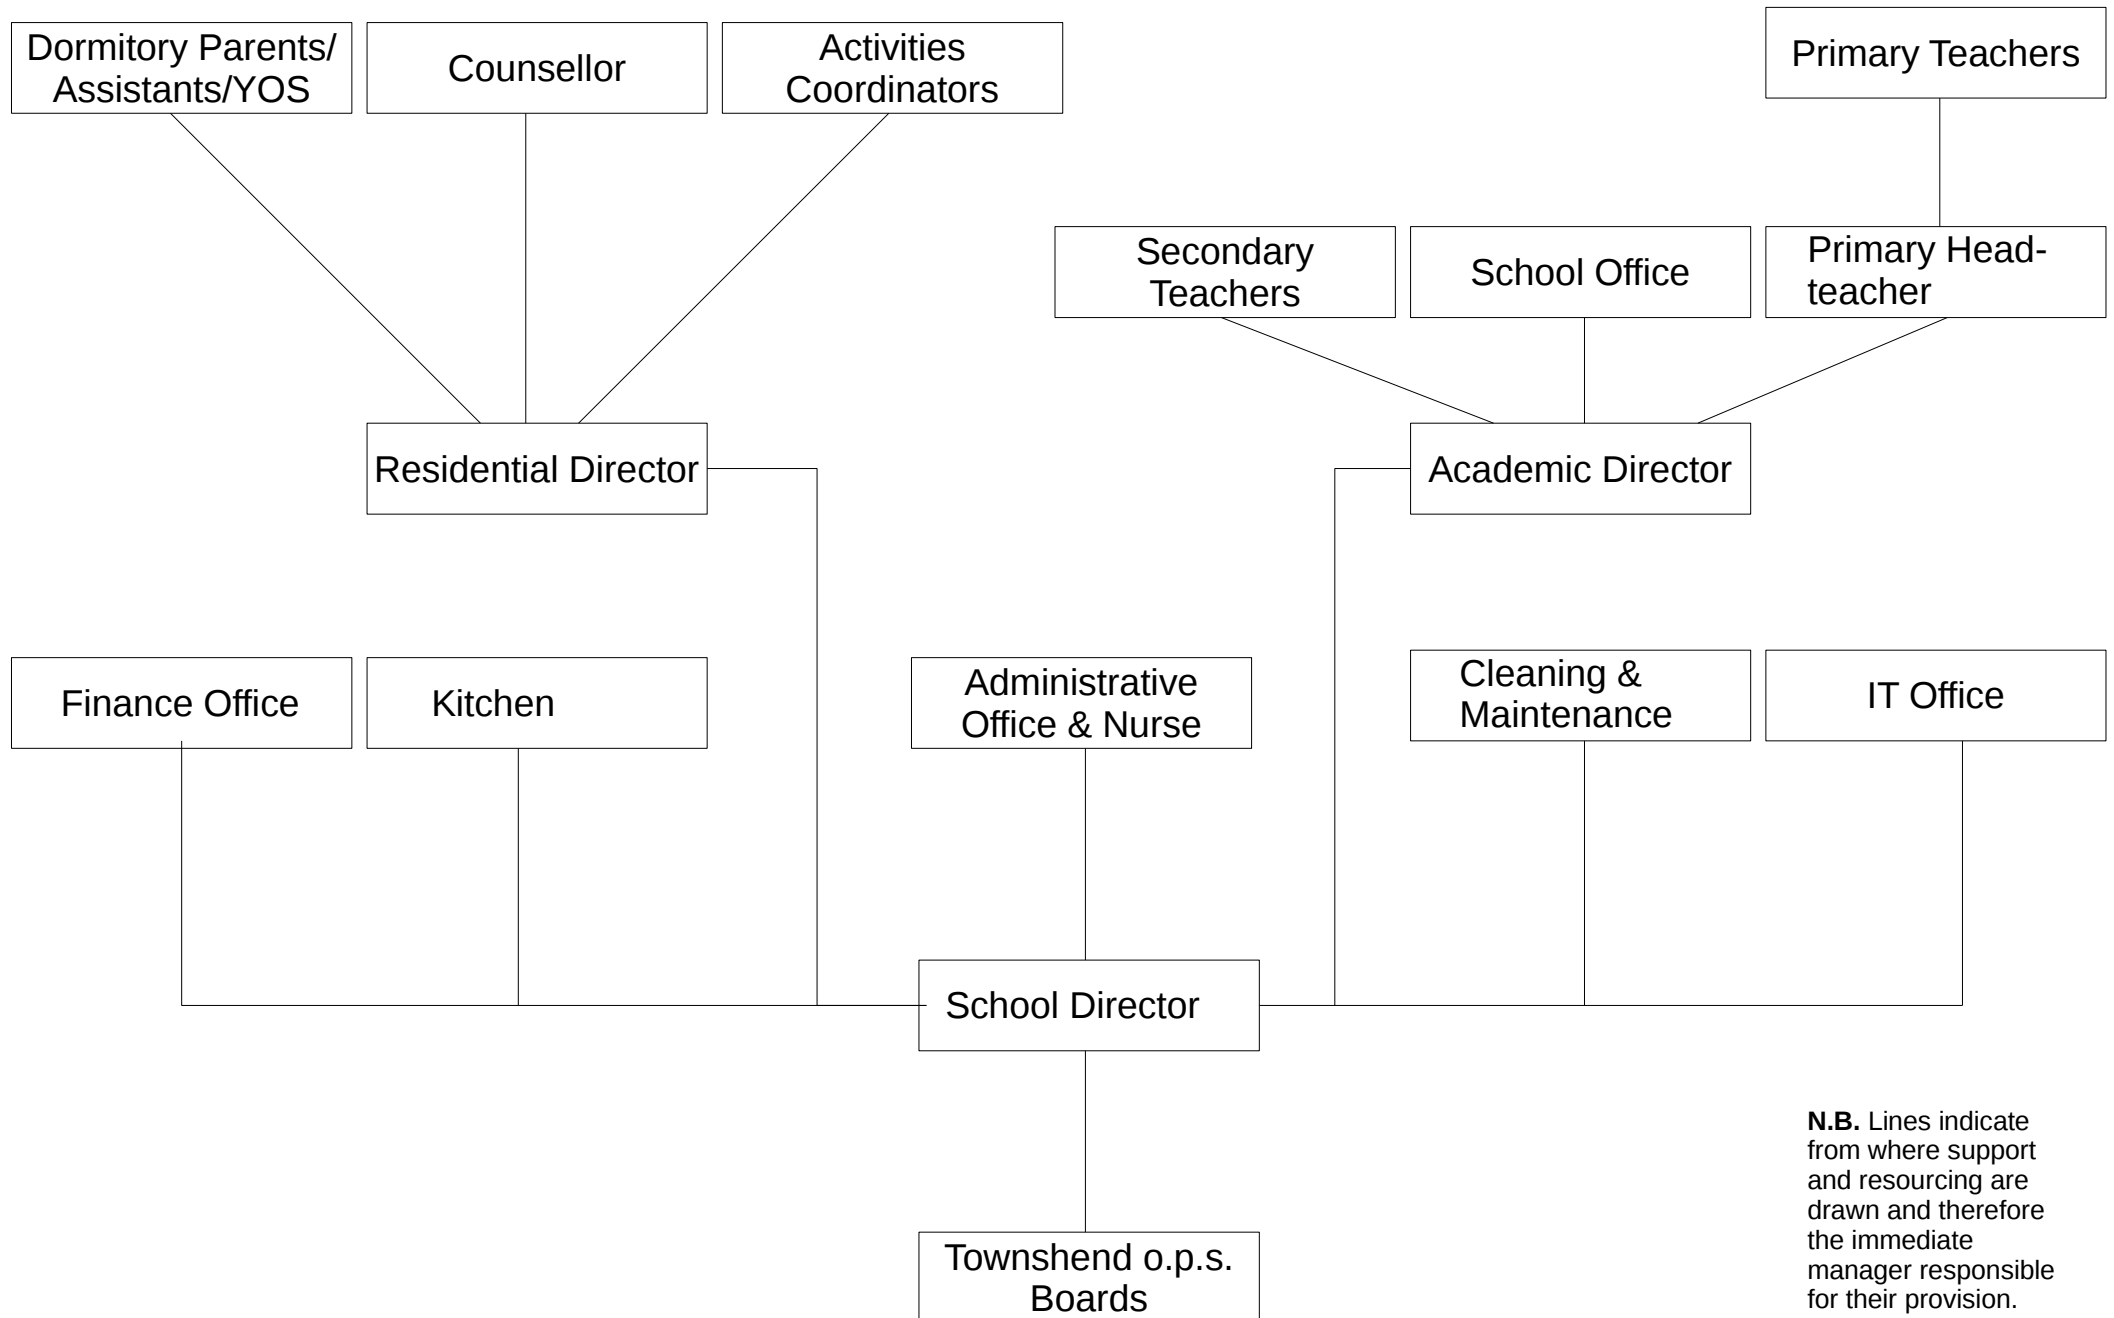 Dormitory Parents/
Assistants/YOS
Counsellor
Activities
Coordinators
Primary Teachers
Secondary
Teachers
School Office
Primary Head-
teacher
Residential Director
Academic Director
Finance Office
Kitchen
Administrative
Office & Nurse
Cleaning &
Maintenance
IT Office
School Director
Townshend o.p.s.
Boards
N.B. Lines indicate
from where support
and resourcing are
drawn and therefore
the immediate
manager responsible
for their provision.